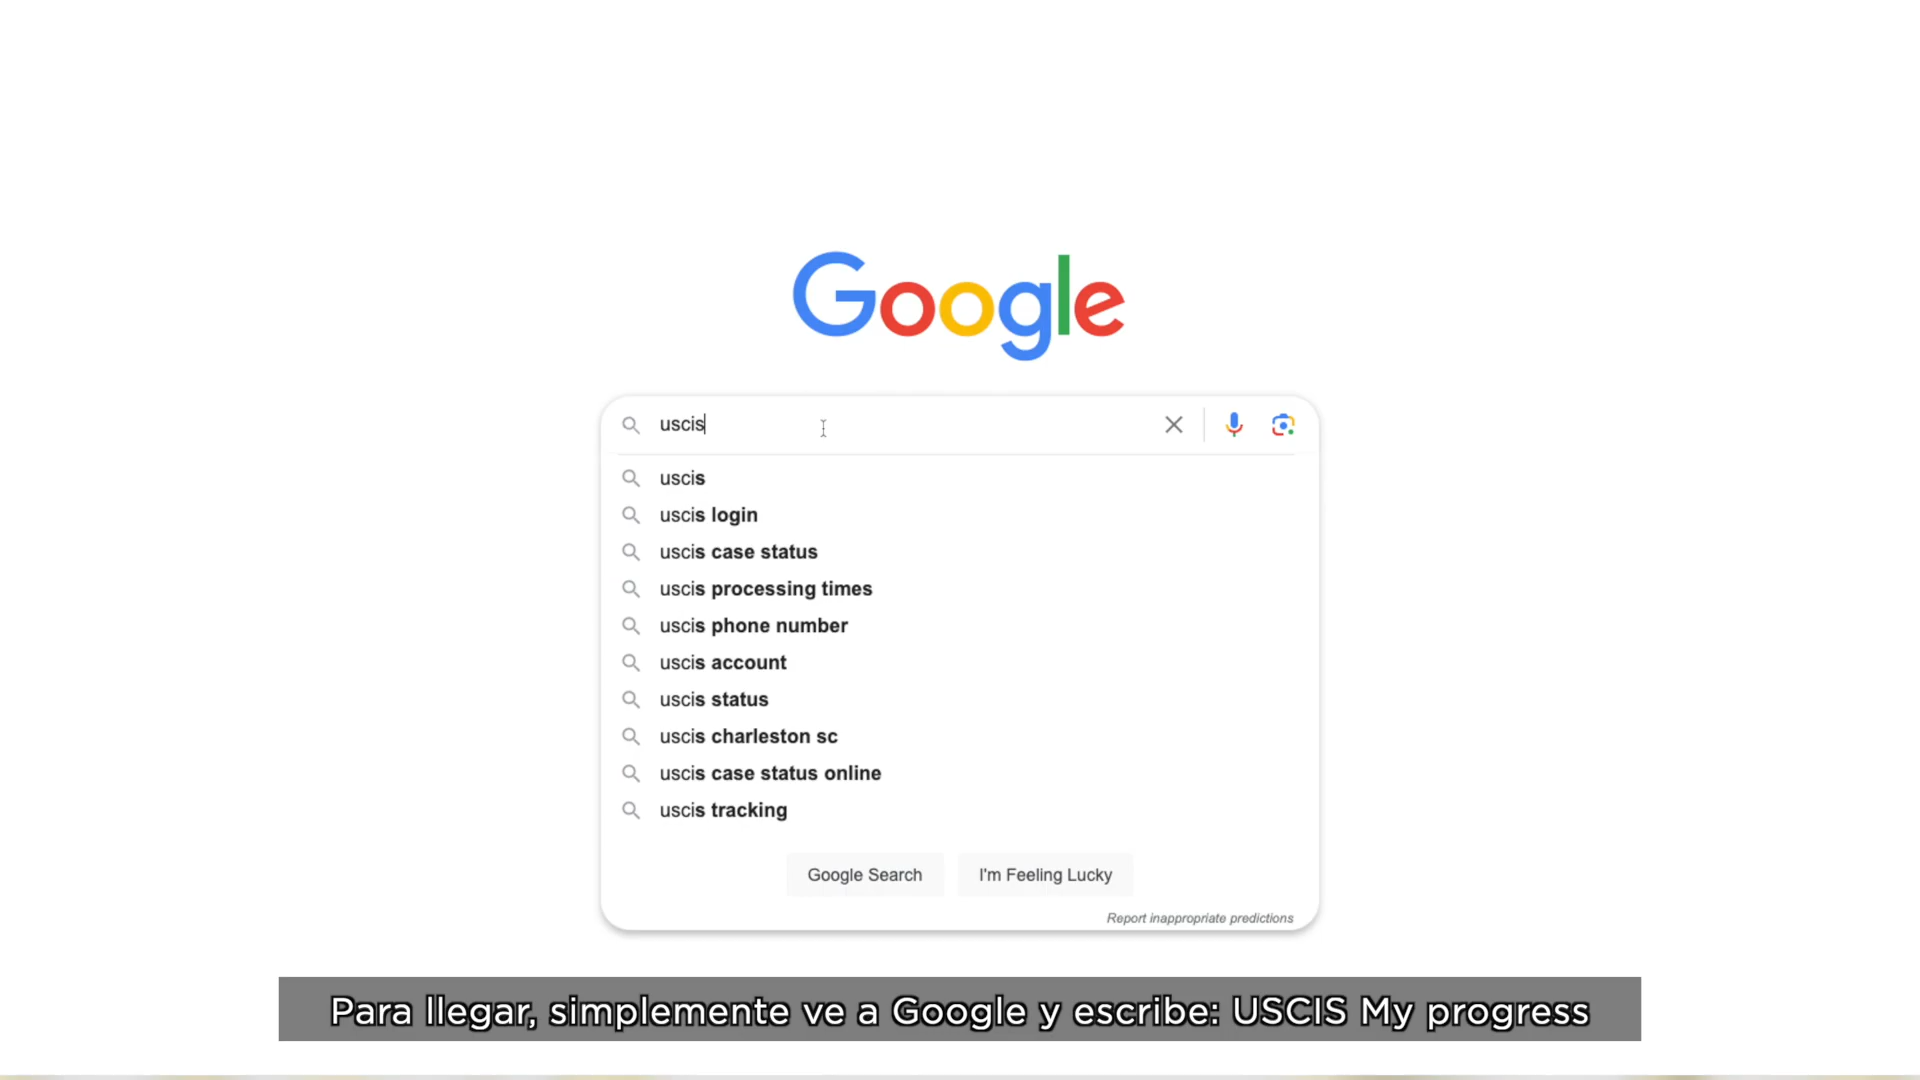 Google
uscis
uscis
uscis login
uscis case status
uscis processing times
uscis phone number
uscis account
uscis status
uscis charleston sc
uscis case status online
uscis tracking
Google Search I'm Feeling Lucky
Report inappropriate predictions
Para llegar, simplemente ve a Google y escribe: USCIS My progress